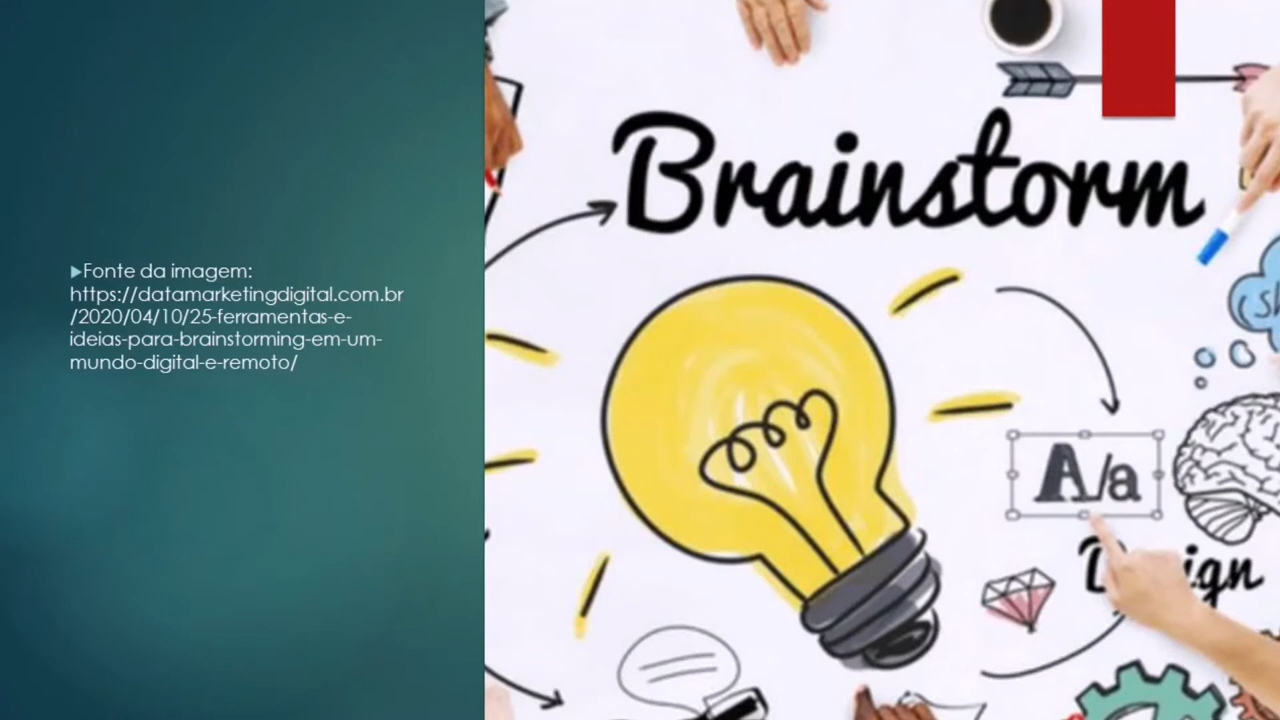 Fonte da imagem:
https://datamarketingdigital.com.br
/2020/04/10/25-ferramentas-e-
ideias-para-brainstorming-em-um-
mundo-digital-e-remoto/
Brainstorm
A/a